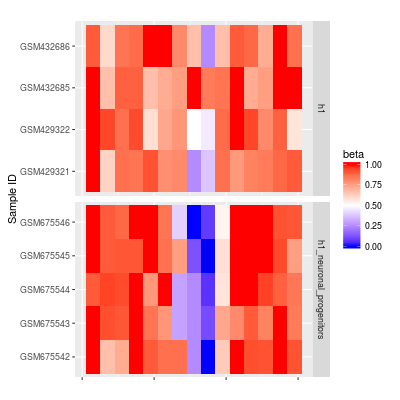 GSM432686
GSM432685
GSM429322
GSM429321
h1
GSM675546
GSM675545
GSM675544
GSM675543
GSM675542
h1_neuronal_progenitors
Sample ID
beta
1.00
0.75
0.50
0.25
0.00